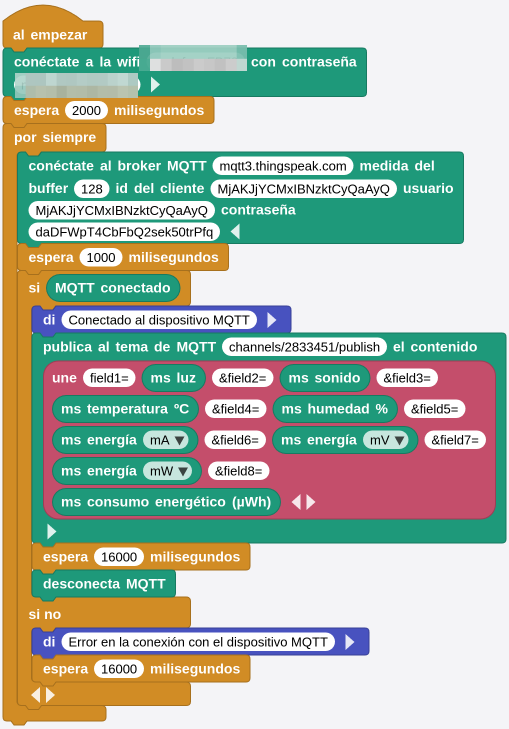 al empezar
conéctate a la wifi con contraseña
espera 2000 milisegundos
por siempre
conéctate al broker MQTT mqtt3.thingspeak.com medida del
buffer 128 id del cliente MjAKJjYCMxIBNzktCyQaAyQ usuario
MjAKJjYCMxIBNzktCyQaAyQ contraseña
daDFWpT4CbFbQ2sek50trPfq
espera 1000 milisegundos
si MQTT conectado
di Conectado al dispositivo MQTT
publica al tema de MQTT channels/2833451/publish el contenido
une field1= ms luz &field2= ms sonido &field3=
ms temperatura ºC &field4= ms humedad % &field5=
ms energía mA ▼ &field6= ms energía mV ▼ &field7=
ms energía mW ▼ &field8=
ms consumo energético (µWh)
espera 16000 milisegundos
desconecta MQTT
si no
di Error en la conexión con el dispositivo MQTT
espera 16000 milisegundos